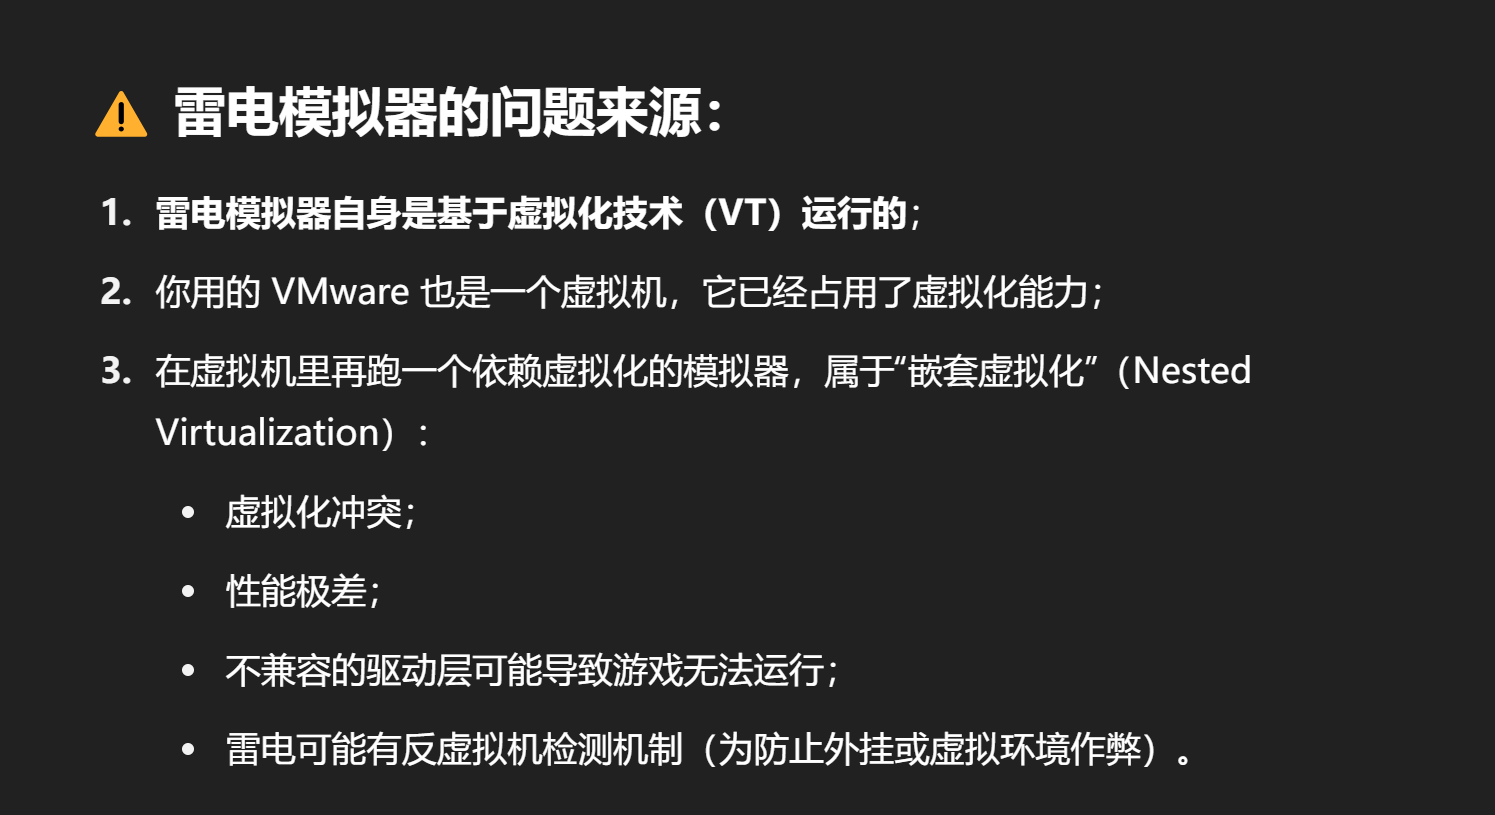 ⚠️ 雷电模拟器的问题来源：
1. 雷电模拟器自身是基于虚拟化技术（VT）运行的；
2. 你用的 VMware 也是一个虚拟机，它已经占用了虚拟化能力；
3. 在虚拟机里再跑一个依赖虚拟化的模拟器，属于“嵌套虚拟化”（Nested
Virtualization）：
• 虚拟化冲突；
• 性能极差；
• 不兼容的驱动层可能导致游戏无法运行；
• 雷电可能有反虚拟机检测机制（为防止外挂或虚拟环境作弊）。